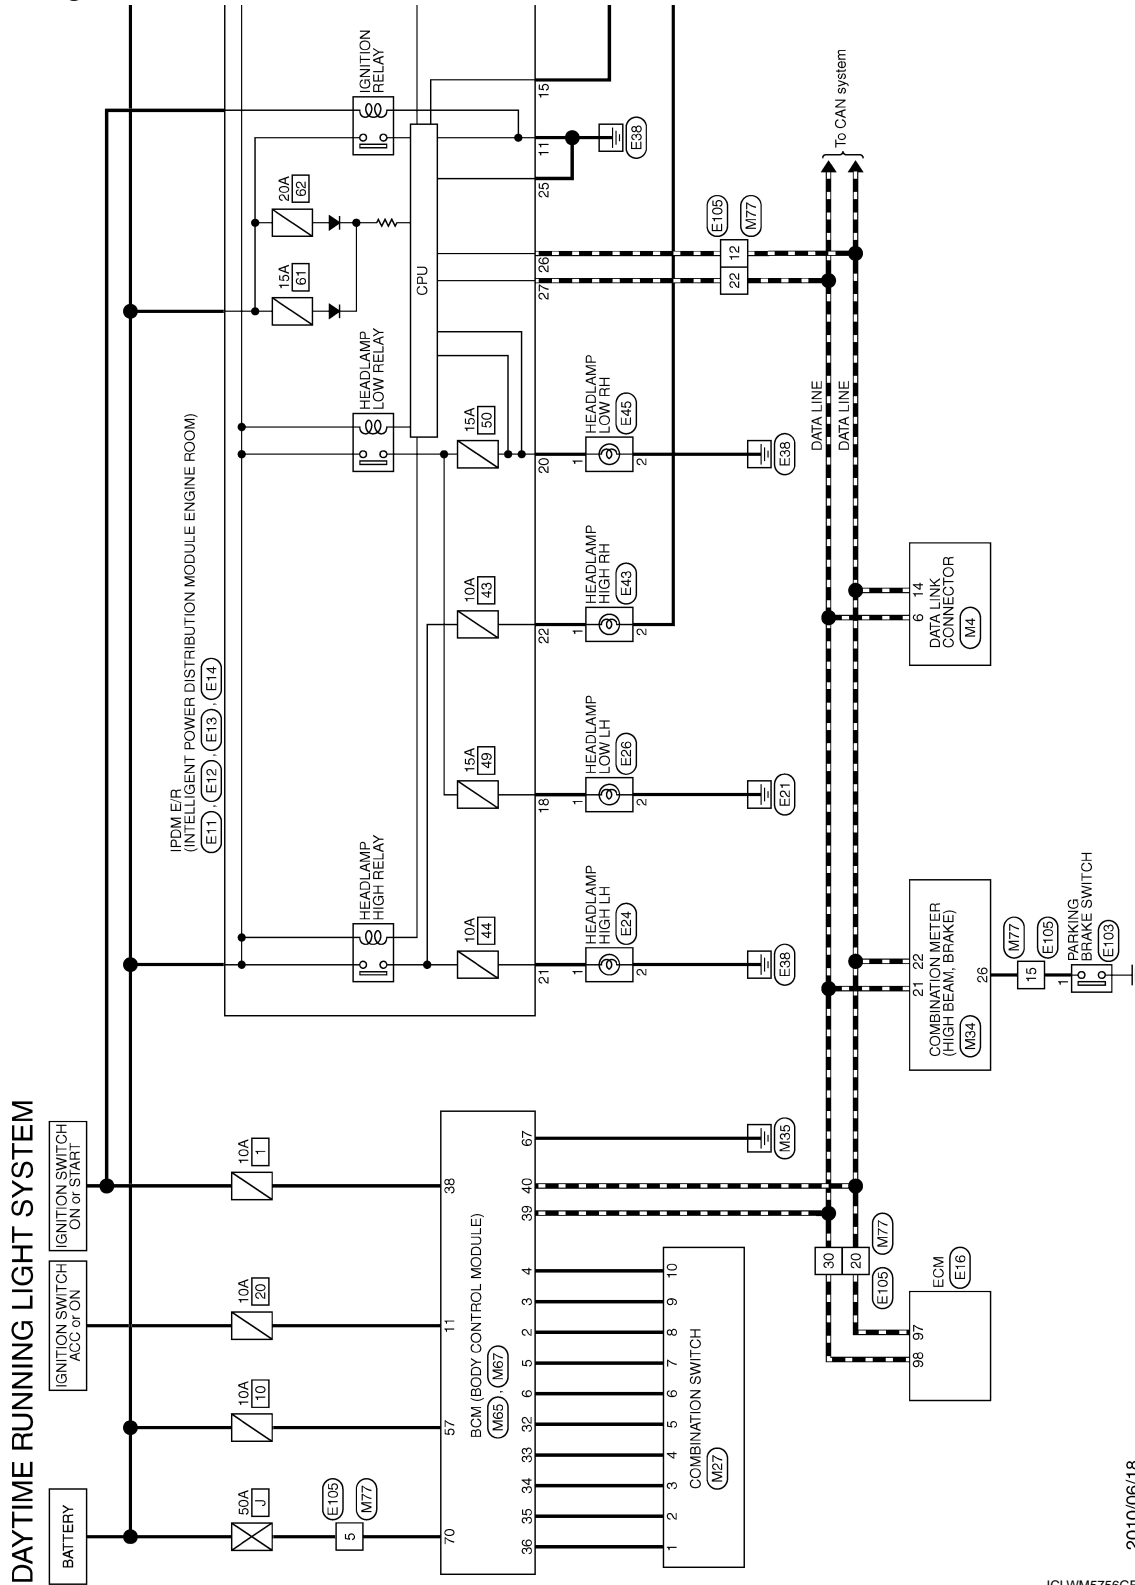 DAYTIME RUNNING LIGHT SYSTEM
BATTERY
IGNITION SWITCH
ACC or ON
IGNITION SWITCH
ON or START
50A
J
10A
10
10A
20
10A
1
E105
M77
5
70
57
11
38
BCM (BODY CONTROL MODULE)
M65 , M67
36
35
34
33
32
6
5
2
3
4
39
40
67
1
2
3
4
5
6
7
8
9
10
COMBINATION SWITCH
M27
M35
IPDM E/R
(INTELLIGENT POWER DISTRIBUTION MODULE ENGINE ROOM)
E11 , E12 , E13 , E14
HEADLAMP
HIGH RELAY
HEADLAMP
LOW RELAY
IGNITION
RELAY
15A
61
20A
62
CPU
10A
44
15A
49
10A
43
15A
50
21
18
22
20
27
26
25
11
15
HEADLAMP
HIGH LH
E24
1
2
E38
HEADLAMP
LOW LH
E26
1
2
E21
HEADLAMP
HIGH RH
E43
1
2
HEADLAMP
LOW RH
E45
1
2
E38
E38
E105
M77
22
12
To CAN system
DATA LINE
DATA LINE
30
20
E105
M77
ECM
E16
98
97
21
22
COMBINATION METER
(HIGH BEAM, BRAKE)
M34
26
M77
E105
15
PARKING
BRAKE SWITCH
E103
1
6
14
DATA LINK
CONNECTOR
M4
2010/06/18